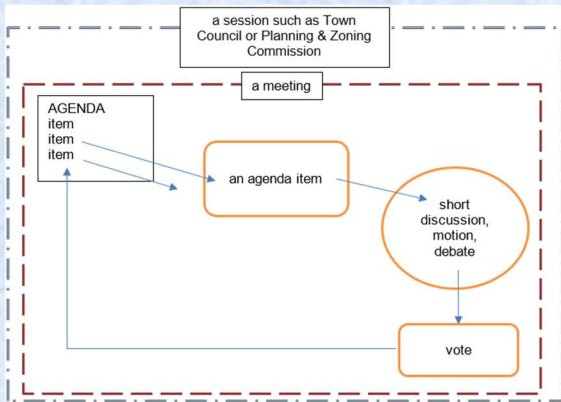 a session such as Town
Council or Planning & Zoning
Commission
a meeting
AGENDA
item
item
item
an agenda item
short
discussion,
motion,
debate
vote